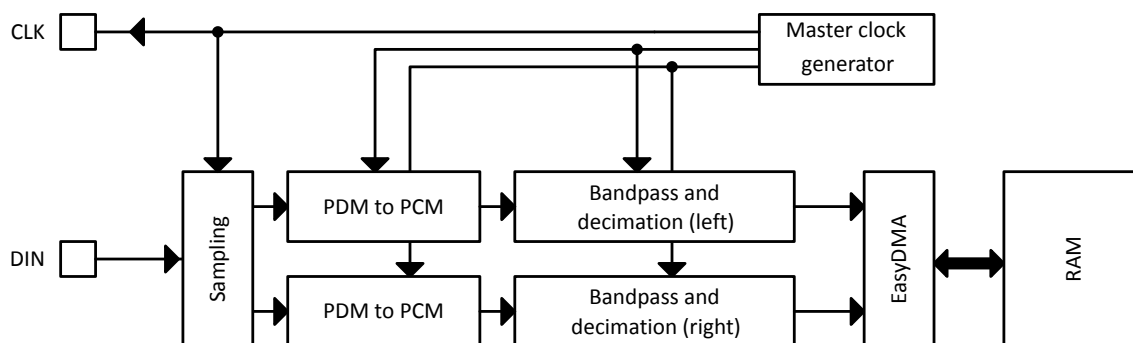 CLK
Master clock
generator
PDM to PCM
Bandpass and
decimation (left)
DIN
Sampling
PDM to PCM
Bandpass and
decimation (right)
EasyDMA
RAM